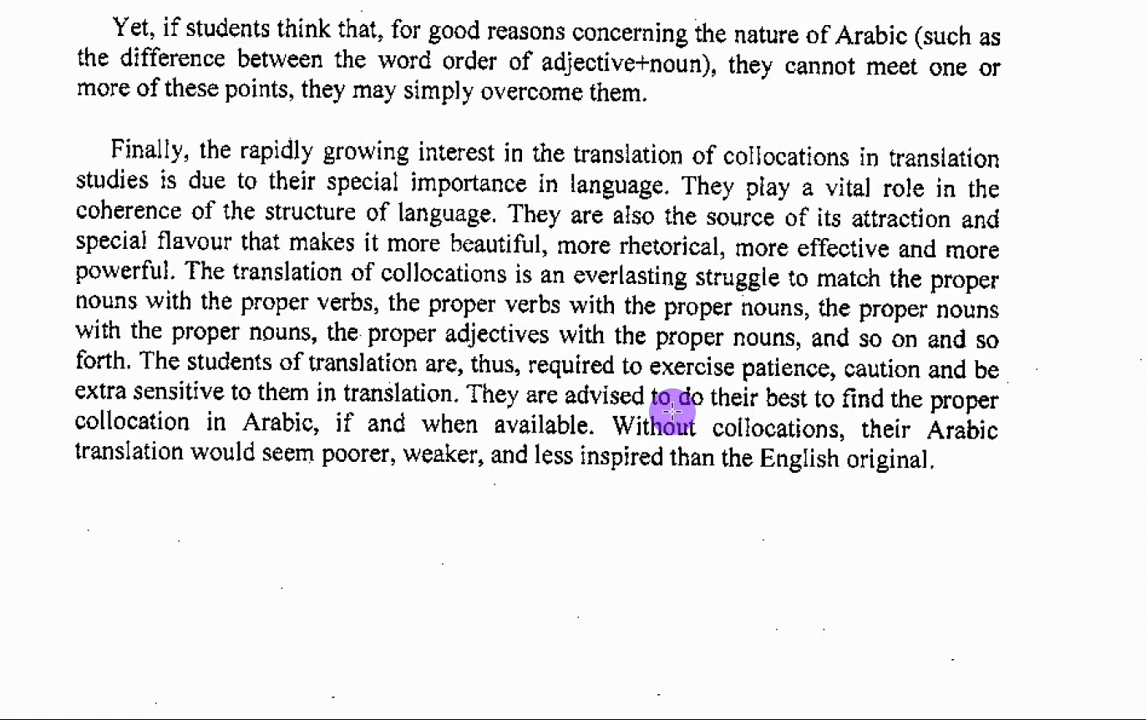 Yet, if students think that, for good reasons concerning the nature of Arabic (such as
the difference between the word order of adjective+noun), they cannot meet one or
more of these points, they may simply overcome them.
Finally, the rapidly growing interest in the translation of collocations in translation
studies is due to their special importance in language. They play a vital role in the
coherence of the structure of language. They are also the source of its attraction and
special flavour that makes it more beautiful, more rhetorical, more effective and more
powerful. The translation of collocations is an everlasting struggle to match the proper
nouns with the proper verbs, the proper verbs with the proper nouns, the proper nouns
with the proper nouns, the proper adjectives with the proper nouns, and so on and so
forth. The students of translation are, thus, required to exercise patience, caution and be
extra sensitive to them in translation. They are advised to do their best to find the proper
collocation in Arabic, if and when available. Without collocations, their Arabic
translation would seem poorer, weaker, and less inspired than the English original.